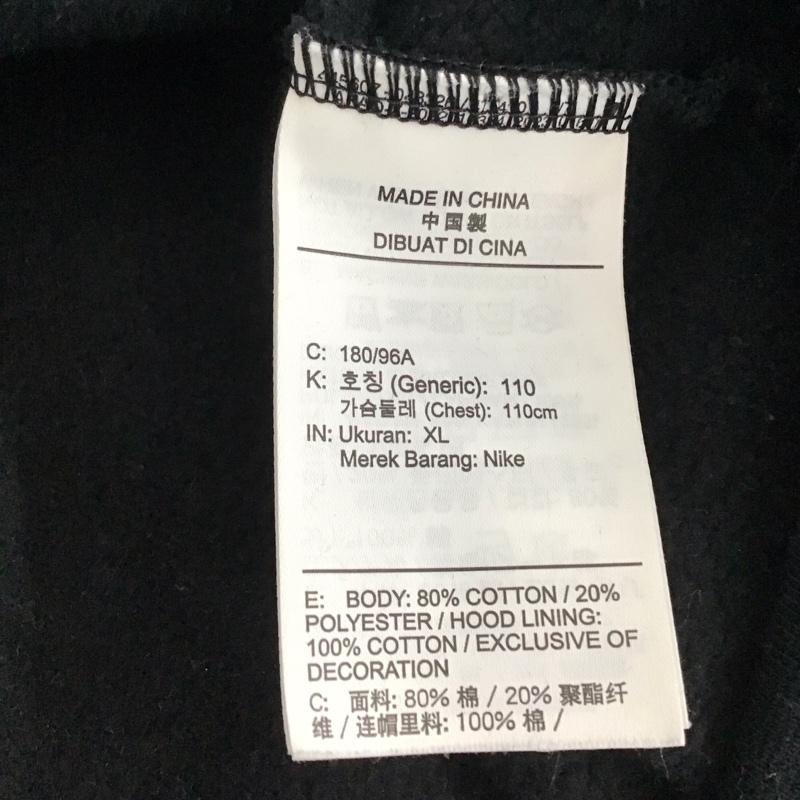 MADE IN CHINA
中国製
DIBUAT DI CINA
C: 180/96A
K: 호칭 (Generic): 110
가슴둘레 (Chest): 110cm
IN: Ukuran: XL
Merek Barang: Nike
E: BODY: 80% COTTON / 20%
POLYESTER / HOOD LINING:
100% COTTON / EXCLUSIVE OF
DECORATION
C: 面料: 80% 棉 / 20% 聚酯纤
维 / 连帽里料: 100% 棉 /